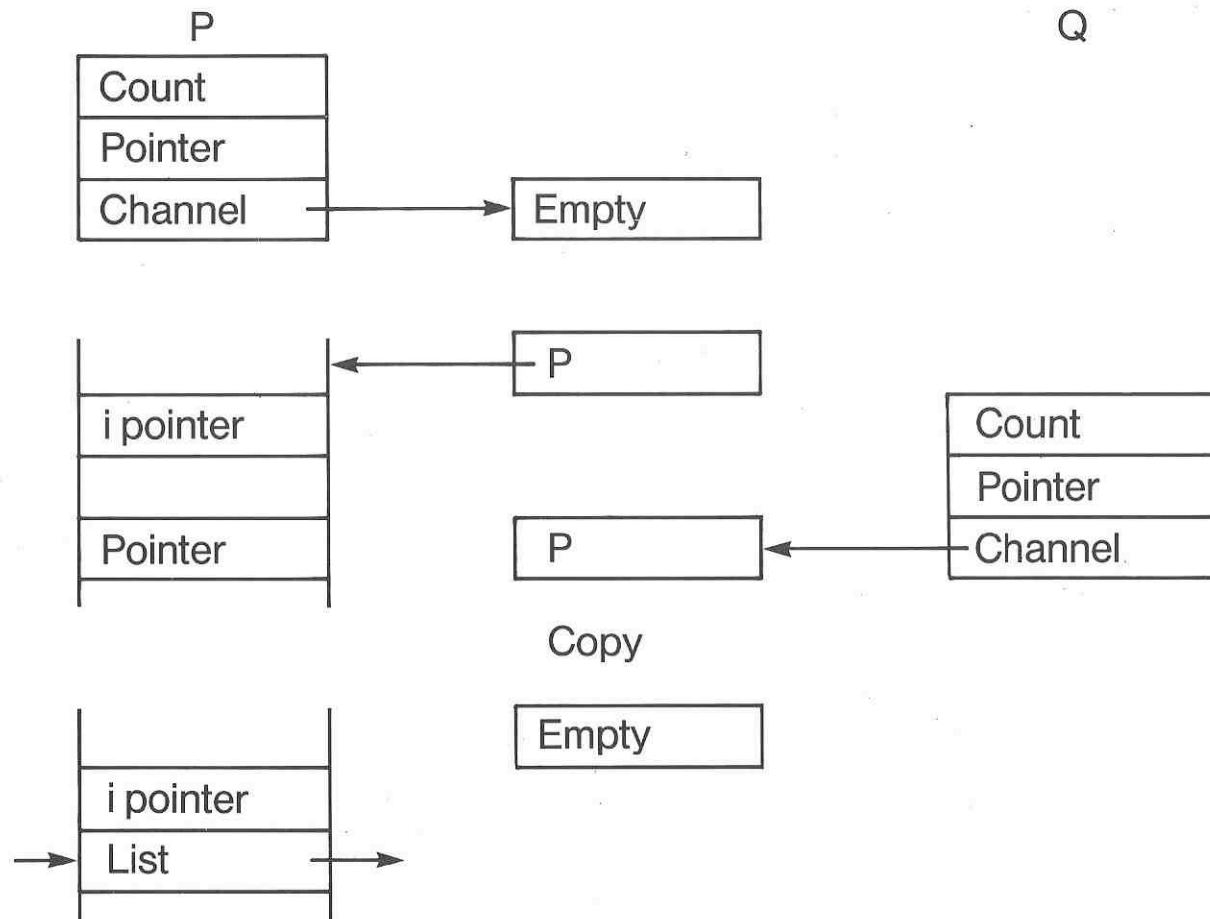 P
Q
Count
Pointer
Channel
Empty
P
i pointer
Count
Pointer
Pointer
P
Channel
Copy
Empty
i pointer
List